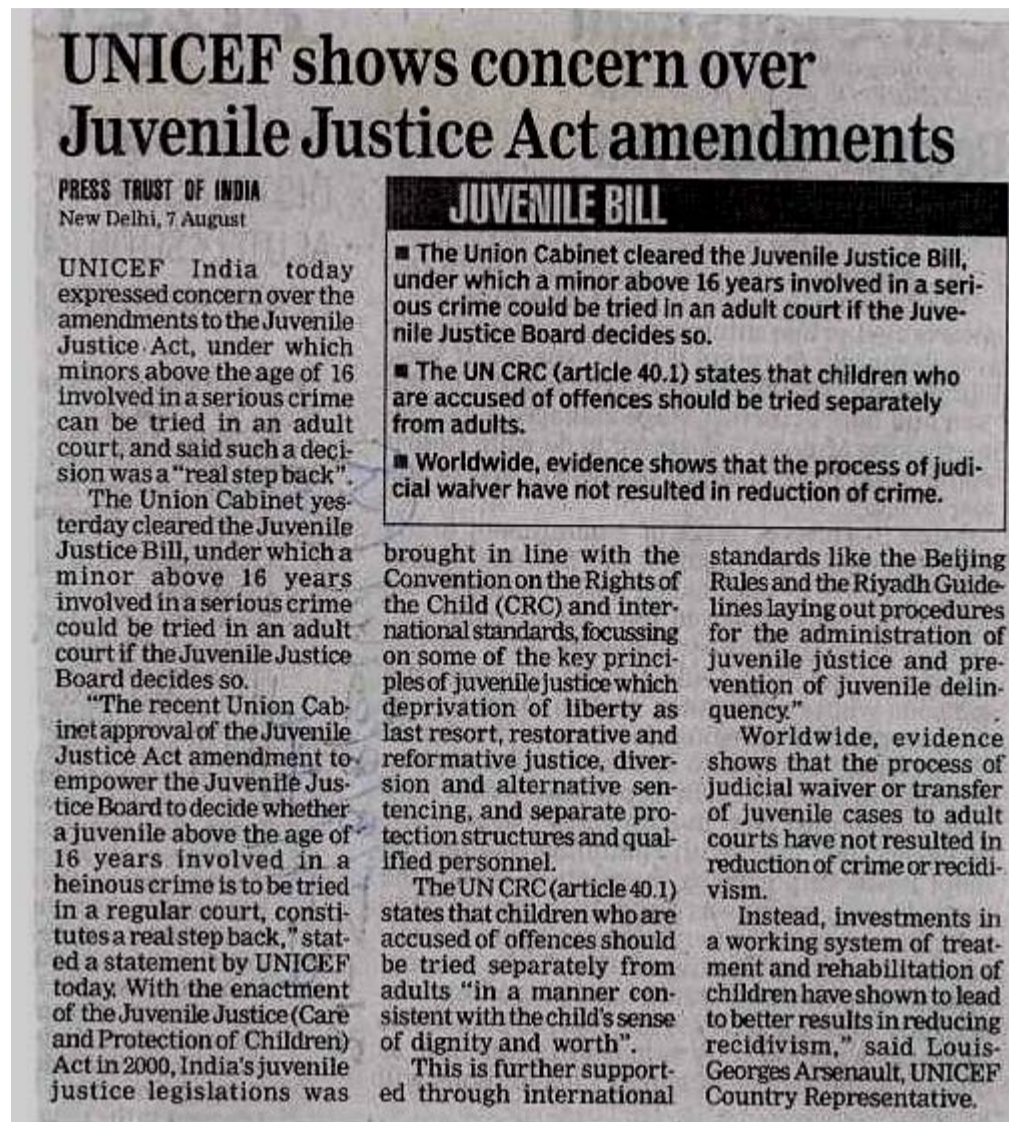 UNICEF shows concern over
Juvenile Justice Act amendments
PRESS TRUST OF INDIA
New Delhi, 7 August
UNICEF India today
expressed concern over the
amendments to the Juvenile
Justice Act, under which
minors above the age of 16
involved in a serious crime
can be tried in an adult
court, and said such a deci-
sion was a "real step back".
The Union Cabinet yes-
terday cleared the Juvenile
Justice Bill, under which a
minor above 16 years
involved in a serious crime
could be tried in an adult
court if the Juvenile Justice
Board decides so.
"The recent Union Cab-
inet approval of the Juvenile
Justice Act amendment to
empower the Juvenile Jus-
tice Board to decide whether
a juvenile above the age of
16 years involved in a
heinous crime is to be tried
in a regular court, consti-
tutes a real step back," stat-
ed a statement by UNICEF
today. With the enactment
of the Juvenile Justice (Care
and Protection of Children)
Act in 2000, India's juvenile
justice legislations was
JUVENILE BILL
■ The Union Cabinet cleared the Juvenile Justice Bill,
under which a minor above 16 years involved in a seri-
ous crime could be tried in an adult court if the Juve-
nile Justice Board decides so.
■ The UN CRC (article 40.1) states that children who
are accused of offences should be tried separately
from adults.
■ Worldwide, evidence shows that the process of judi-
cial waiver have not resulted in reduction of crime.
brought in line with the
Convention on the Rights of
the Child (CRC) and inter-
national standards, focussing
on some of the key princi-
ples of juvenile justice which
deprivation of liberty as
last resort, restorative and
reformative justice, diver-
sion and alternative sen-
tencing, and separate pro-
tection structures and qual-
ified personnel.
The UN CRC (article 40.1)
states that children who are
accused of offences should
be tried separately from
adults "in a manner con-
sistent with the child's sense
of dignity and worth".
This is further support-
ed through international
standards like the Beijing
Rules and the Riyadh Guide-
lines laying out procedures
for the administration of
juvenile justice and pre-
vention of juvenile delin-
quency."
Worldwide, evidence
shows that the process of
judicial waiver or transfer
of juvenile cases to adult
courts have not resulted in
reduction of crime or recidi-
vism.
Instead, investments in
a working system of treat-
ment and rehabilitation of
children have shown to lead
to better results in reducing
recidivism," said Louis-
Georges Arsenault, UNICEF
Country Representative.